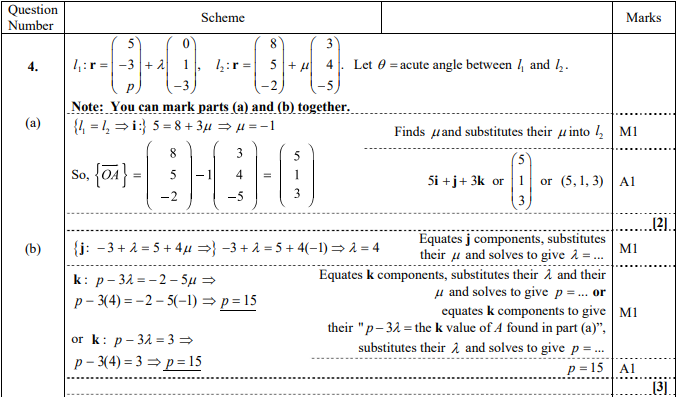 Question Number Scheme Marks
4. l₁ : r = (5, −3, p) + λ(0, 1, −3), l₂ : r = (8, 5, −2) + μ(3, 4, −5). Let θ = acute angle between l₁ and l₂.
Note: You can mark parts (a) and (b) together.
(a) {l₁ = l₂ ⇒ i:} 5 = 8 + 3μ ⇒ μ = −1 Finds μ and substitutes their μ into l₂ M1
So, {OA⃗} = (8, 5, −2) − 1(3, 4, −5) = (5, 1, 3) 5i + j + 3k or (5, 1, 3) or (5, 1, 3) A1
[2]
(b) {j: −3 + λ = 5 + 4μ ⇒} −3 + λ = 5 + 4(−1) ⇒ λ = 4 Equates j components, substitutes
their μ and solves to give λ = ... M1
k : p − 3λ = −2 − 5μ ⇒ Equates k components, substitutes their λ and their
p − 3(4) = −2 − 5(−1) ⇒ p = 15 μ and solves to give p = ... or
equates k components to give
their "p − 3λ = the k value of A found in part (a)", M1
or k : p − 3λ = 3 ⇒ substitutes their λ and solves to give p = ...
p − 3(4) = 3 ⇒ p = 15 p = 15 A1
[3]